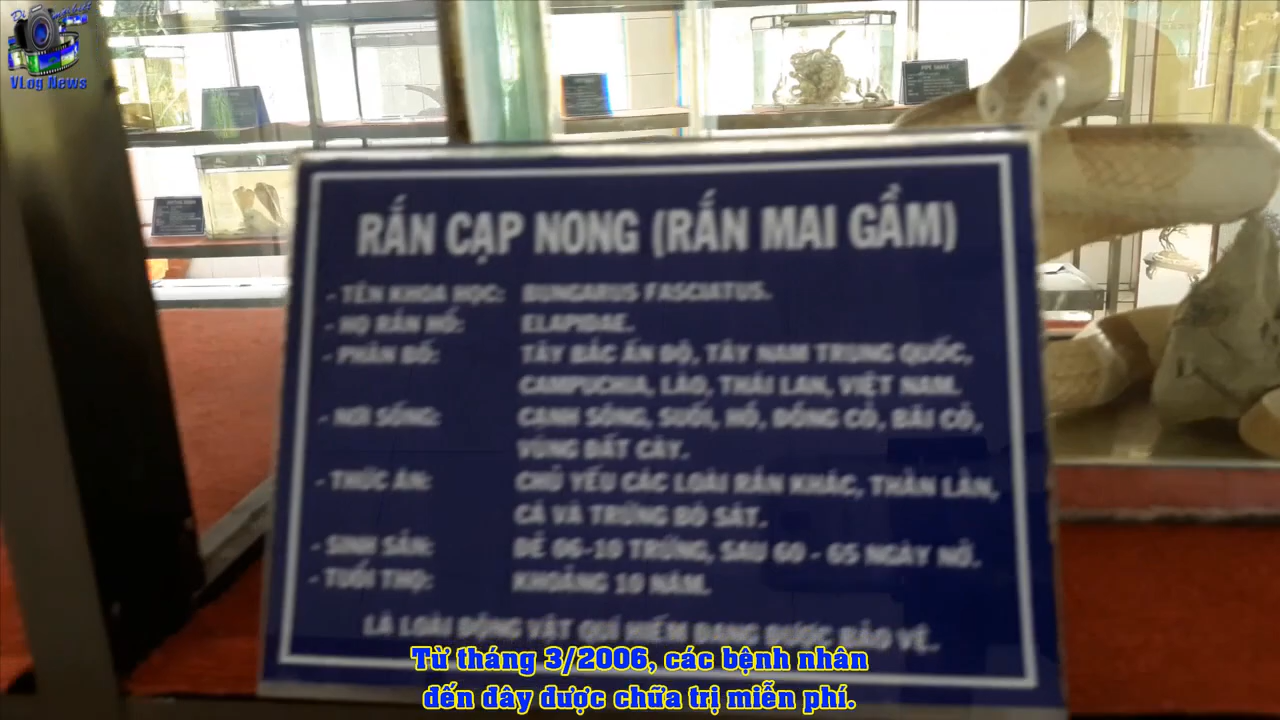 VLog News
RẮN CẠP NONG (RẮN MAI GẦM)
- TÊN KHOA HỌC: BUNGARUS FASCIATUS.
- HỌ RẮN HỔ: ELAPIDAE.
- PHÂN BỐ: TÂY BẮC ẤN ĐỘ, TÂY NAM TRUNG QUỐC,
CAMPUCHIA, LÀO, THÁI LAN, VIỆT NAM.
- NƠI SỐNG: CẠNH SÔNG, SUỐI, HỒ, ĐỒNG CỎ, BÃI CỎ,
VÙNG ĐẤT CÀY.
- THỨC ĂN: CHỦ YẾU CÁC LOÀI RẮN KHÁC, THẰN LẰN,
CÁ VÀ TRỨNG BÒ SÁT.
- SINH SẢN: ĐẺ 06-10 TRỨNG, SAU 60 - 65 NGÀY NỞ.
- TUỔI THỌ: KHOẢNG 10 NĂM.
LÀ LOÀI ĐỘNG VẬT QUÍ HIẾM ĐANG ĐƯỢC BẢO VỆ.
Từ tháng 3/2006, các bệnh nhân
đến đây được chữa trị miễn phí.